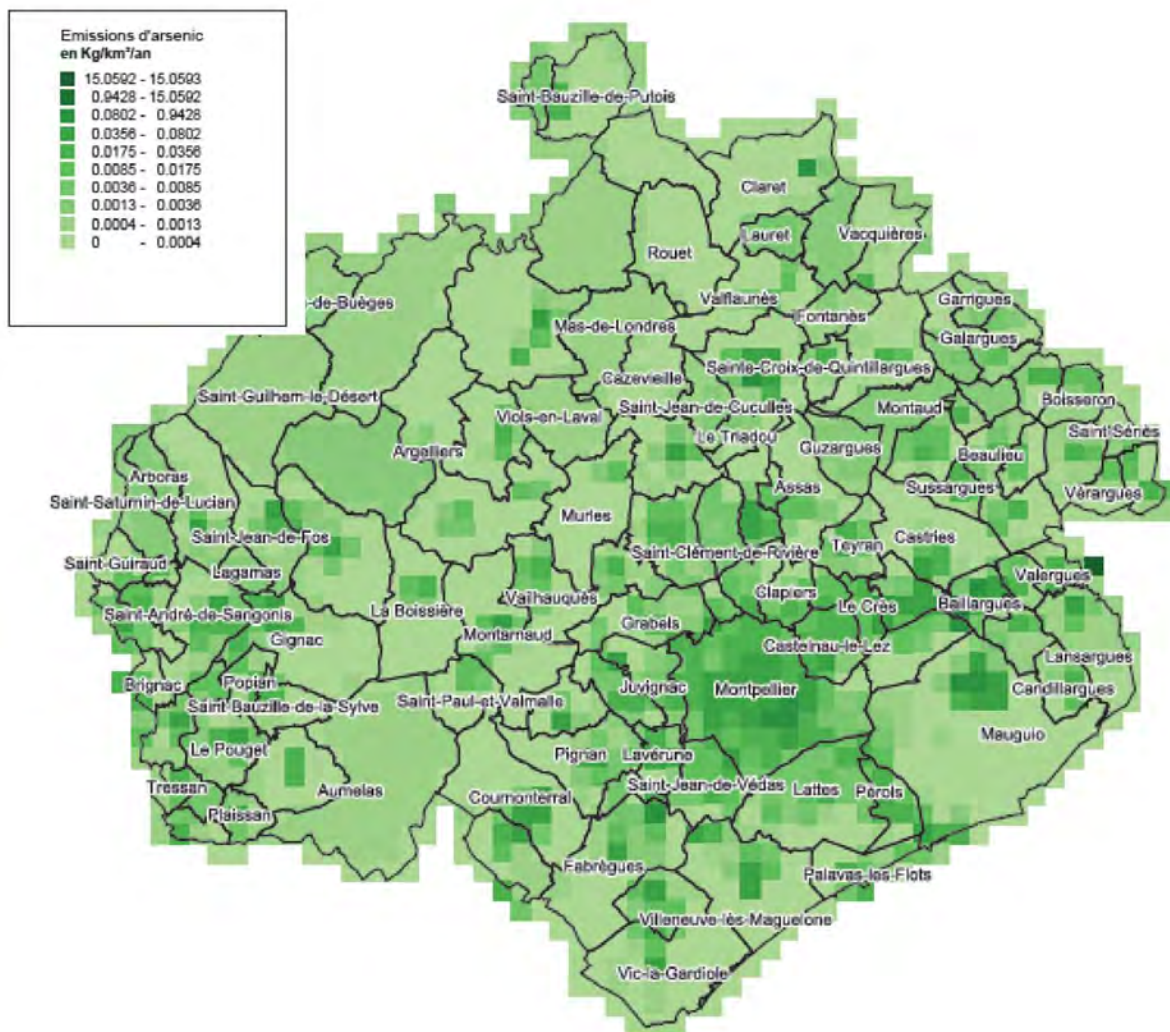 Emissions d'arsenic
en Kg/km²/an
15.0592 - 15.0593
0.9428 - 15.0592
0.0802 - 0.9428
0.0356 - 0.0802
0.0175 - 0.0356
0.0085 - 0.0175
0.0036 - 0.0085
0.0013 - 0.0036
0.0004 - 0.0013
0 - 0.0004
Saint-Bauzille-de-Putois
Claret
Lauret
Vacquières
Rouet
-de-Buèges
Valflaunès
Garrigues
Fontanès
Mas-de-Londres
Galargues
Sainte-Croix-de-Quintillargues
Cazevieille
Boisseron
Saint-Guilhem-le-Désert
Saint-Jean-de-Cuculles
Montaud
Viols-en-Laval
Saint-Sériès
Le Triadou
Guzargues
Argelliers
Beaulieu
Arboras
Assas
Sussargues
Vérargues
Saint-Saturnin-de-Lucian
Murles
Saint-Jean-de-Fos
Castries
Teyran
Saint-Clément-de-Rivière
Saint-Guiraud
Lagamas
Valergues
Clapiers
Vailhauquès
Baillargues
La Boissière
Le Crès
Saint-André-de-Sangonis
Grabels
Montarnaud
Gignac
Castelnau-le-Lez
Lansargues
Brignac
Popian
Juvignac
Montpellier
Candillargues
Saint-Paul-et-Valmalle
Saint-Bauzille-de-la-Sylve
Mauguio
Le Pouget
Pignan
Lavérune
Saint-Jean-de-Védas
Tressan
Aumelas
Lattes
Pérols
Cournonterral
Plaissan
Fabrègues
Palavas-les-Flots
Villeneuve-lès-Maguelone
Vic-la-Gardiole